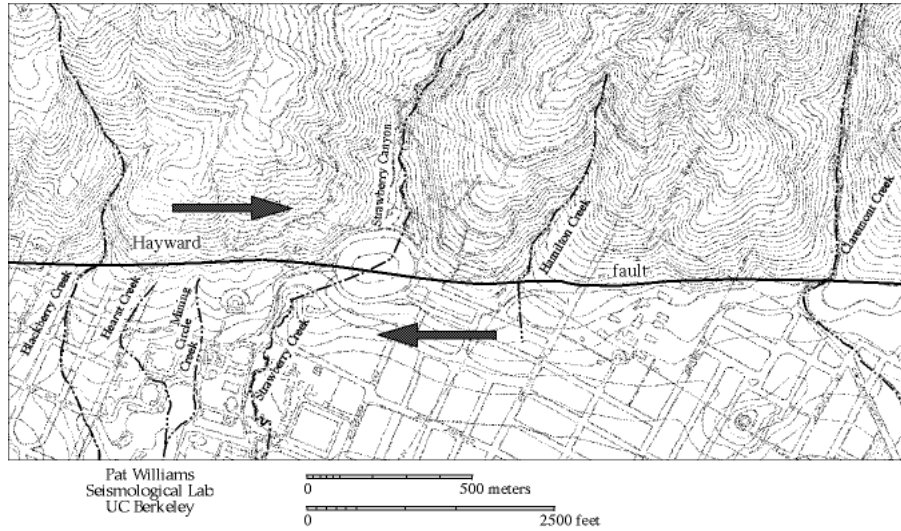 Strawberry Canyon
Hayward
Hamilton Creek
fault
Claremont Creek
Blackberry Creek
Hearst Creek
Mining
Circle
Creek
Strawberry Creek
Pat Williams
Seismological Lab
UC Berkeley
0 500 meters
0 2500 feet